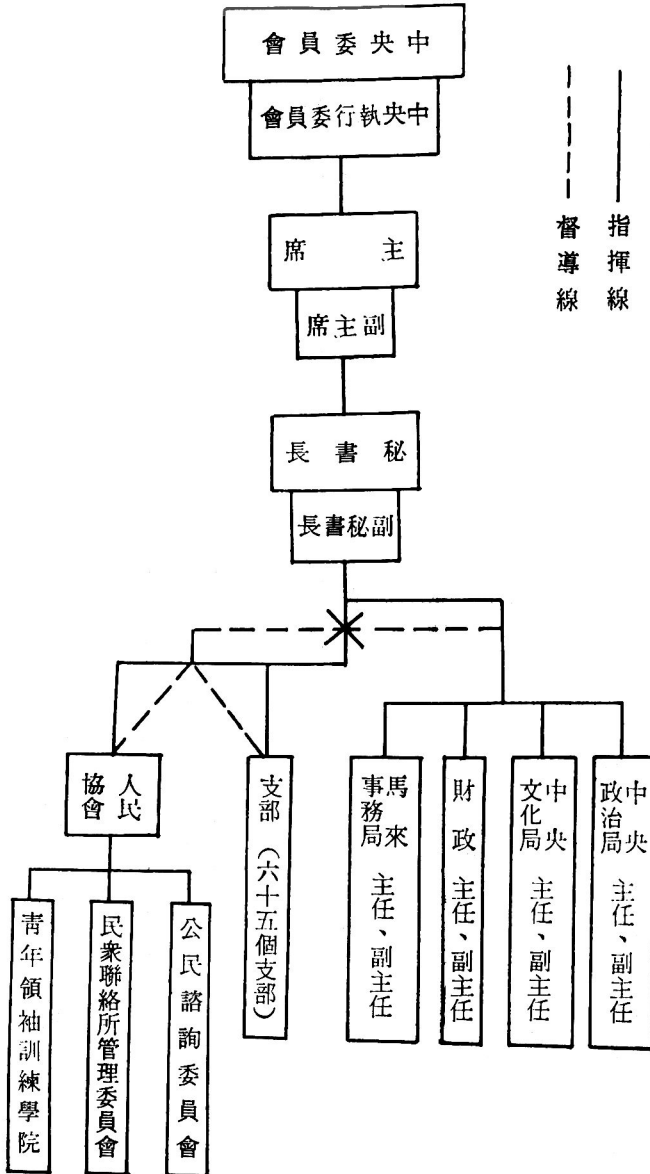 指揮線
督導線
中央委員會
中央執行委員會
主席
副主席
秘書長
副秘書長
中央政治局 主任、副主任
中央文化局 主任、副主任
財政 主任、副主任
馬來事務局 主任、副主任
支部（六十五個支部）
人民協會
公民諮詢委員會
民衆聯絡所管理委員會
靑年領袖訓練學院